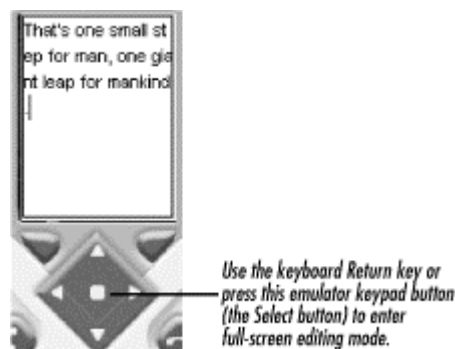 That's one small st
ep for man, one gia
nt leap for mankind
.
Use the keyboard Return key or
press this emulator keypad button
(the Select button) to enter
full-screen editing mode.